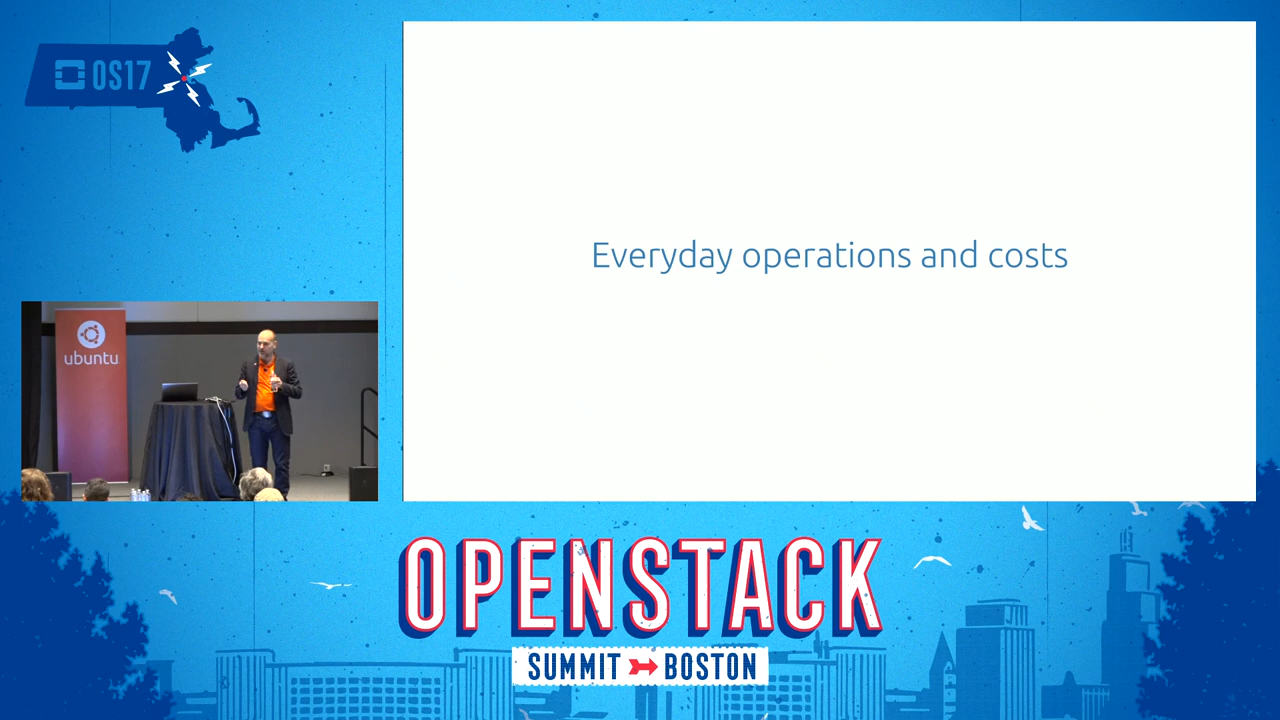 OS17
Everyday operations and costs
ubuntu
OPENSTACK
SUMMIT BOSTON